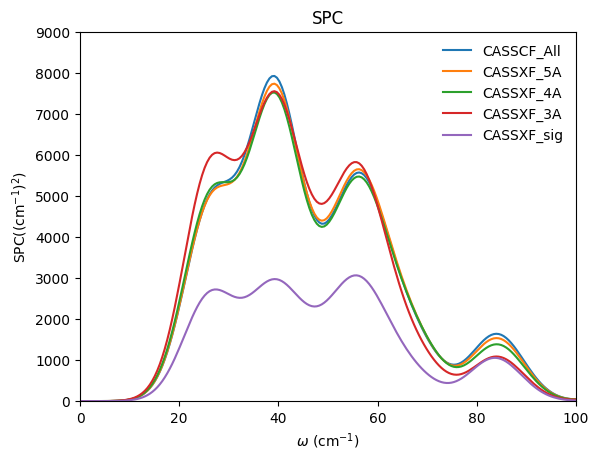 SPC
SPC((cm⁻¹)²)
9000
8000
7000
6000
5000
4000
3000
2000
1000
0
CASSCF_All
CASSXF_5A
CASSXF_4A
CASSXF_3A
CASSXF_sig
0 20 40 60 80 100
ω (cm⁻¹)